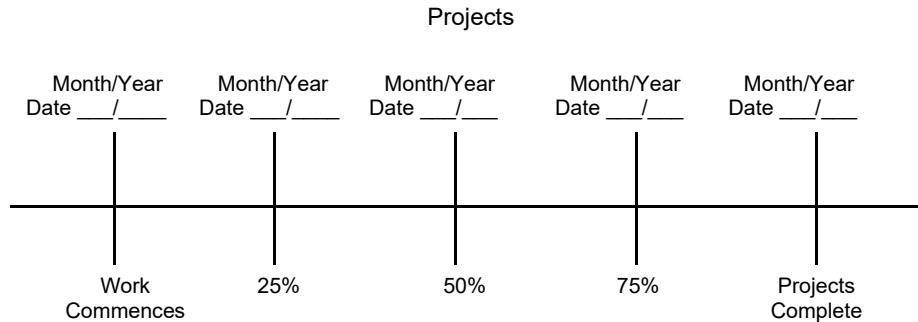 Projects
Month/Year Month/Year Month/Year Month/Year Month/Year
Date ___/____ Date ___/____ Date ___/___ Date ___/___ Date ___/___
Work 25% 50% 75% Projects
Commences Complete